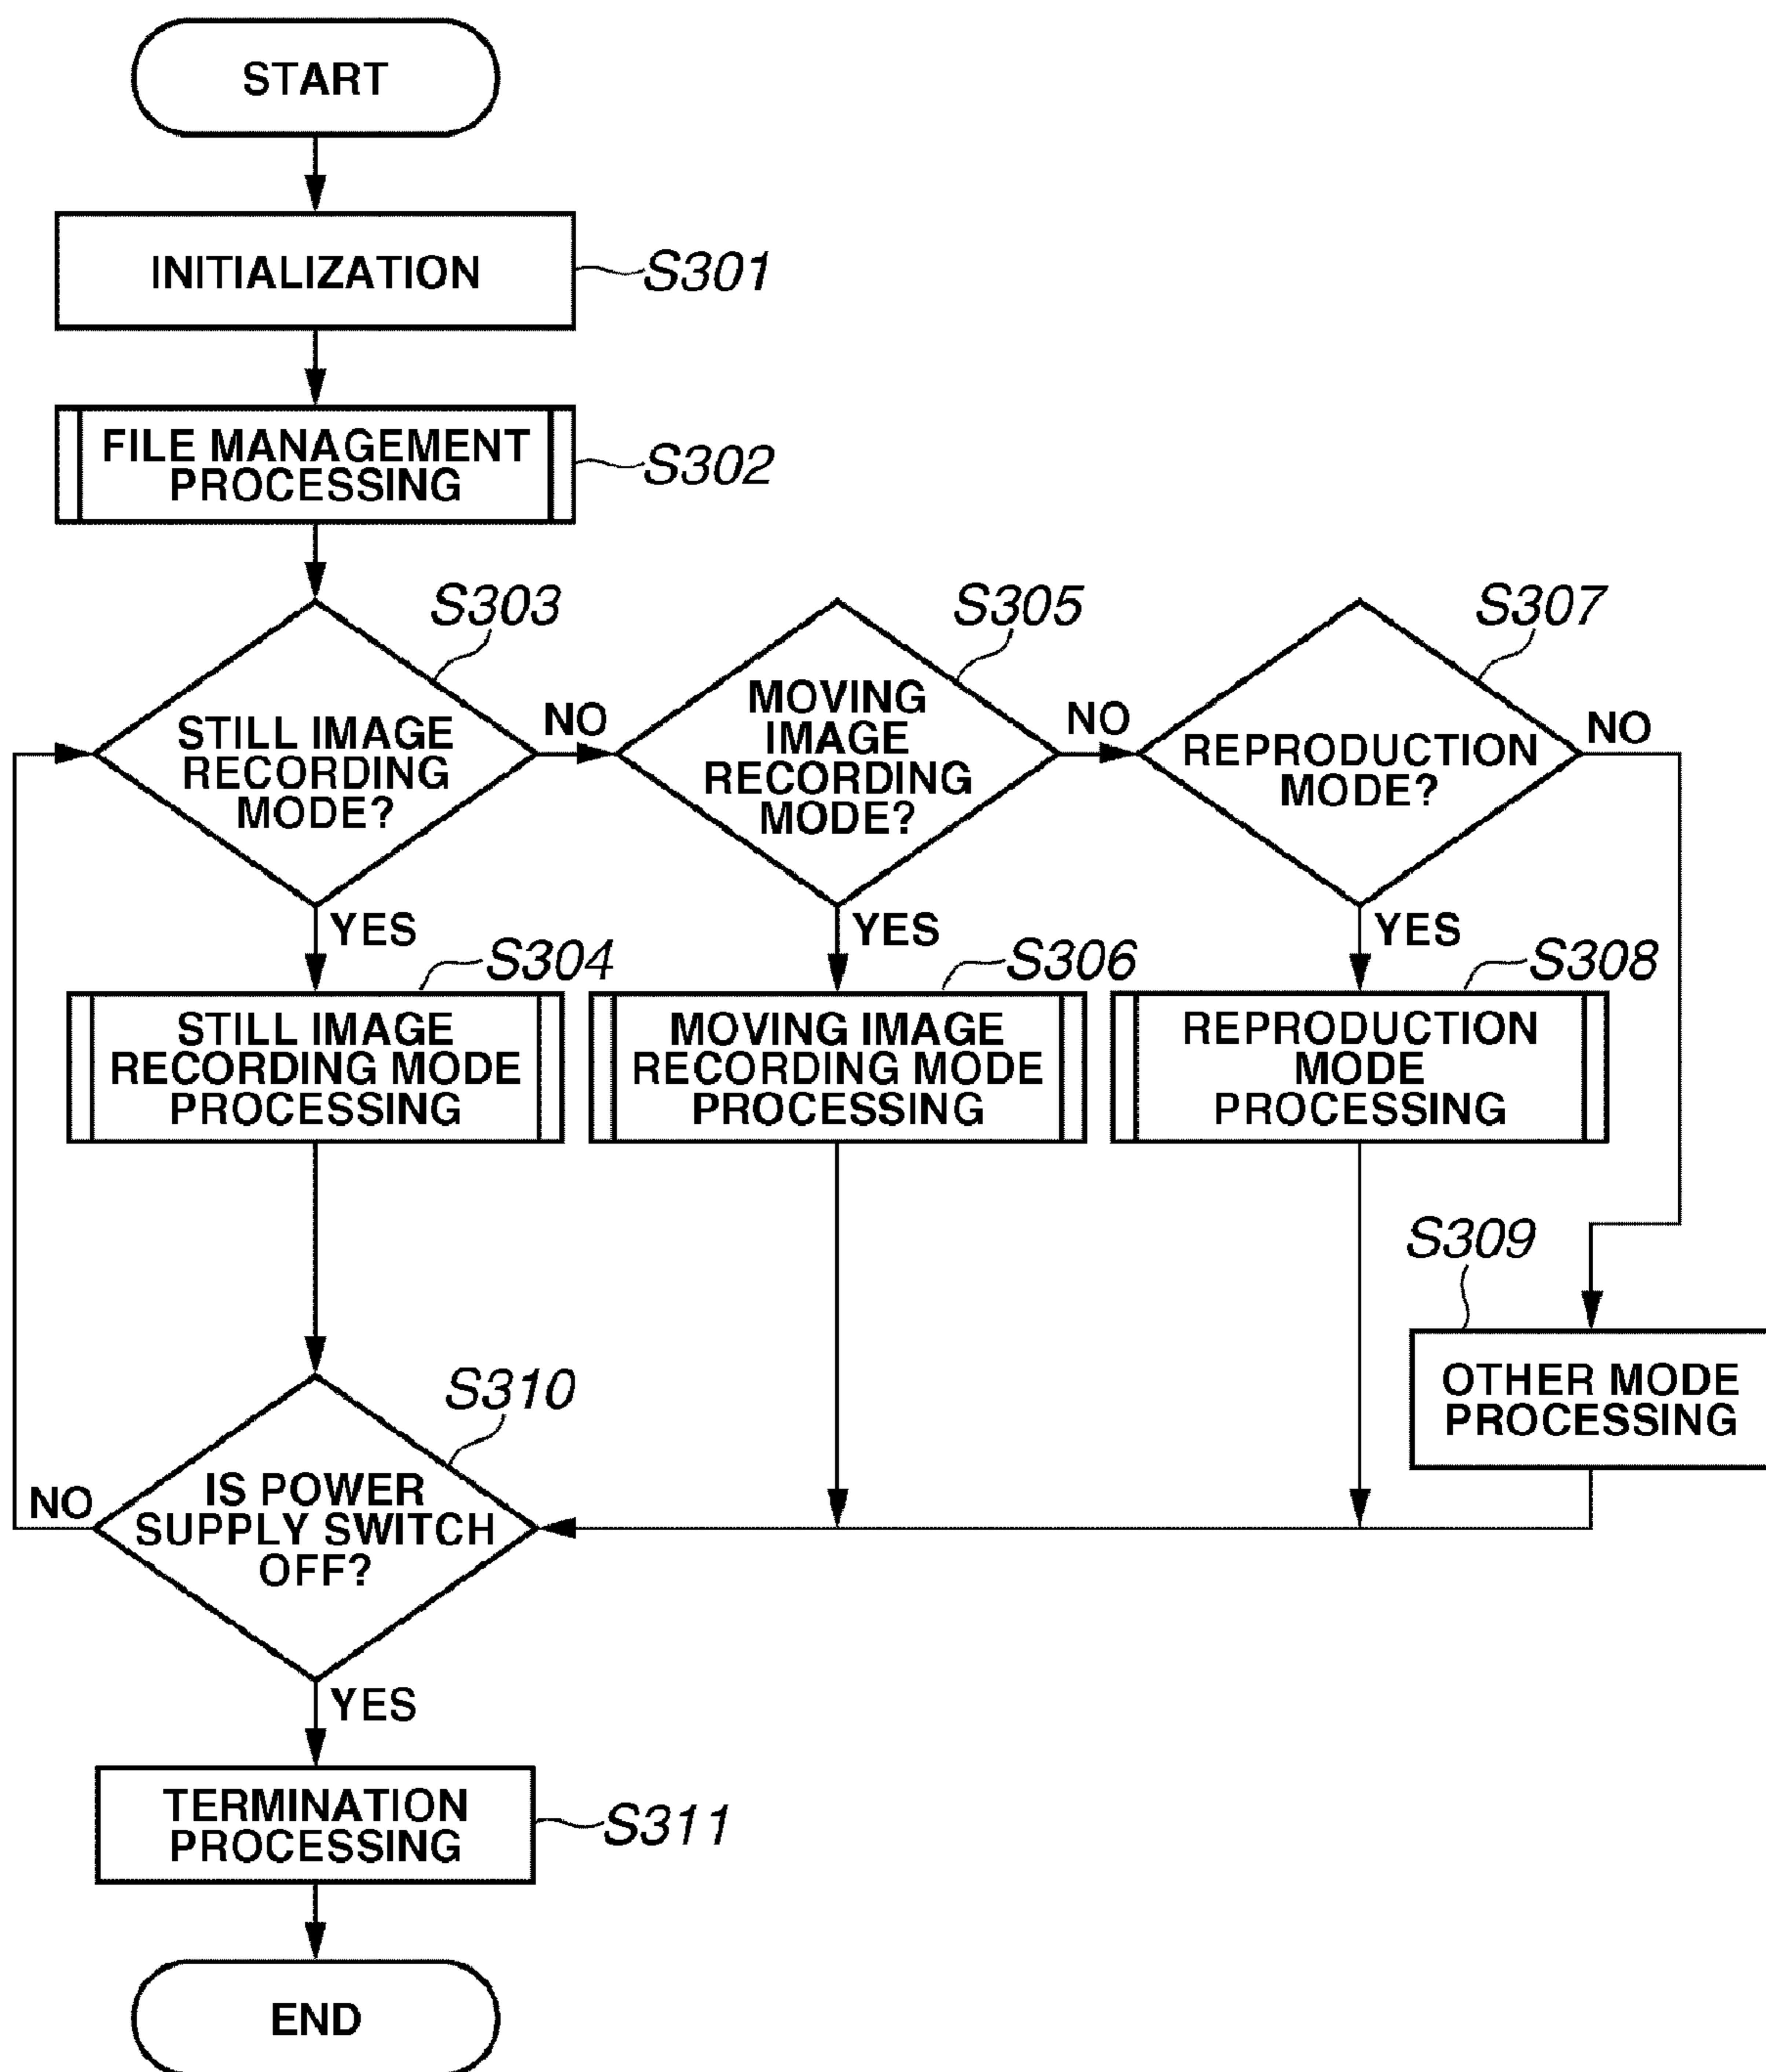 START
INITIALIZATION
S301
FILE MANAGEMENT
PROCESSING
S302
S303
STILL IMAGE
RECORDING
MODE?
NO
YES
S305
MOVING
IMAGE
RECORDING
MODE?
NO
YES
S307
REPRODUCTION
MODE?
NO
YES
S304
STILL IMAGE
RECORDING MODE
PROCESSING
S306
MOVING IMAGE
RECORDING MODE
PROCESSING
S308
REPRODUCTION
MODE
PROCESSING
S309
OTHER MODE
PROCESSING
S310
IS POWER
SUPPLY SWITCH
OFF?
NO
YES
TERMINATION
PROCESSING
S311
END